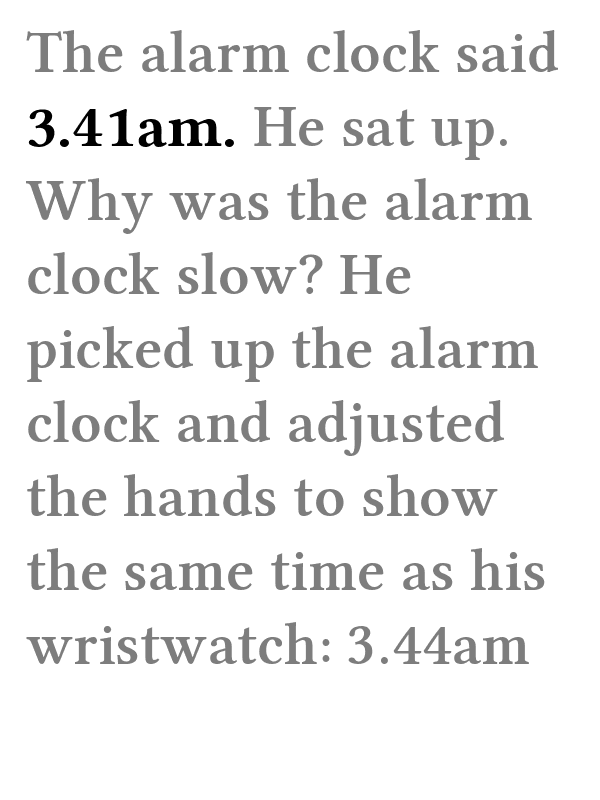 The alarm clock said
3.41am. He sat up.
Why was the alarm
clock slow? He
picked up the alarm
clock and adjusted
the hands to show
the same time as his
wristwatch: 3.44am